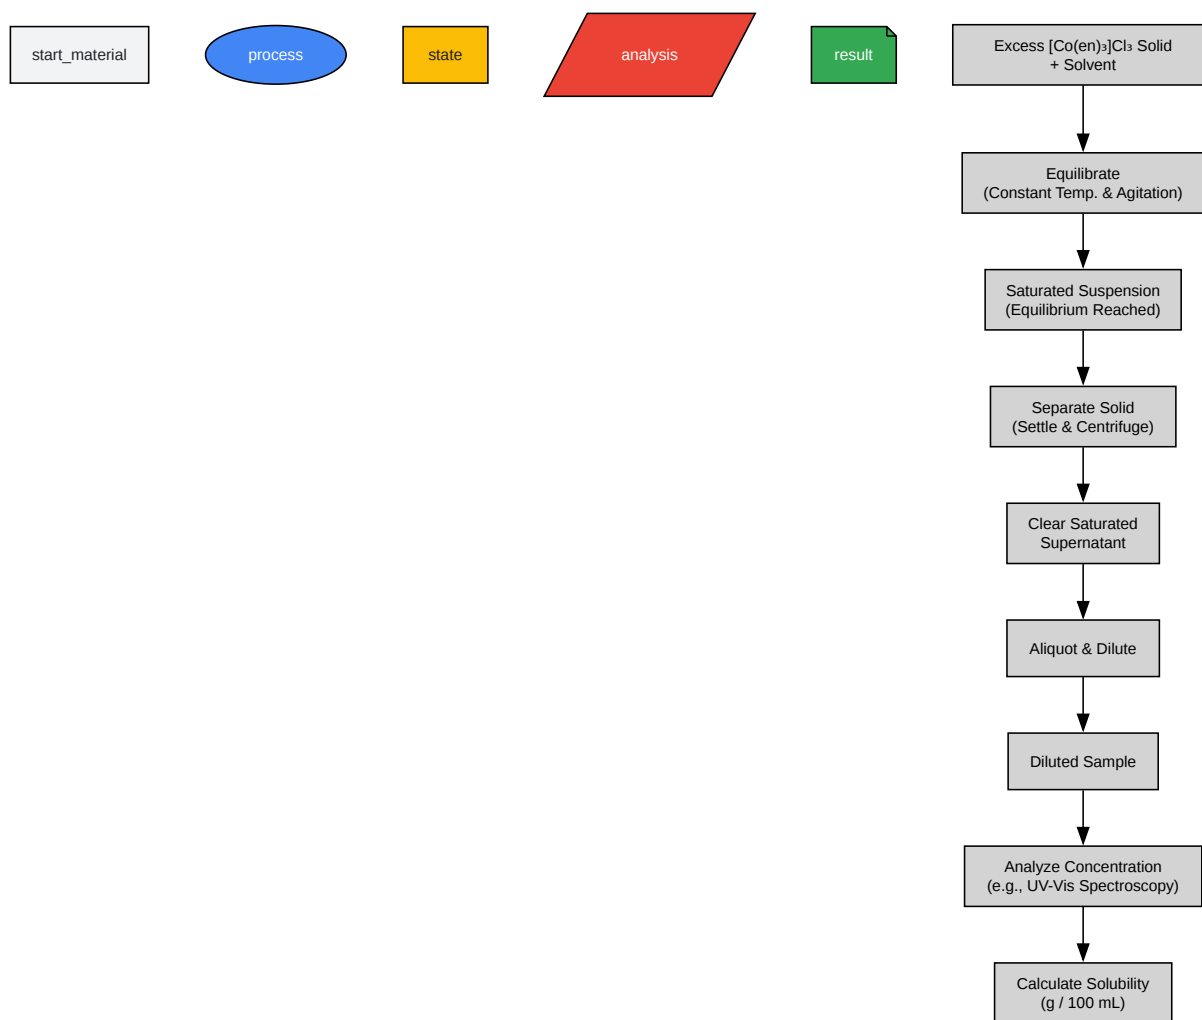 start_material
process
state
analysis
result
Excess [Co(en)₃]Cl₃ Solid
+ Solvent
Equilibrate
(Constant Temp. & Agitation)
Saturated Suspension
(Equilibrium Reached)
Separate Solid
(Settle & Centrifuge)
Clear Saturated
Supernatant
Aliquot & Dilute
Diluted Sample
Analyze Concentration
(e.g., UV-Vis Spectroscopy)
Calculate Solubility
(g / 100 mL)